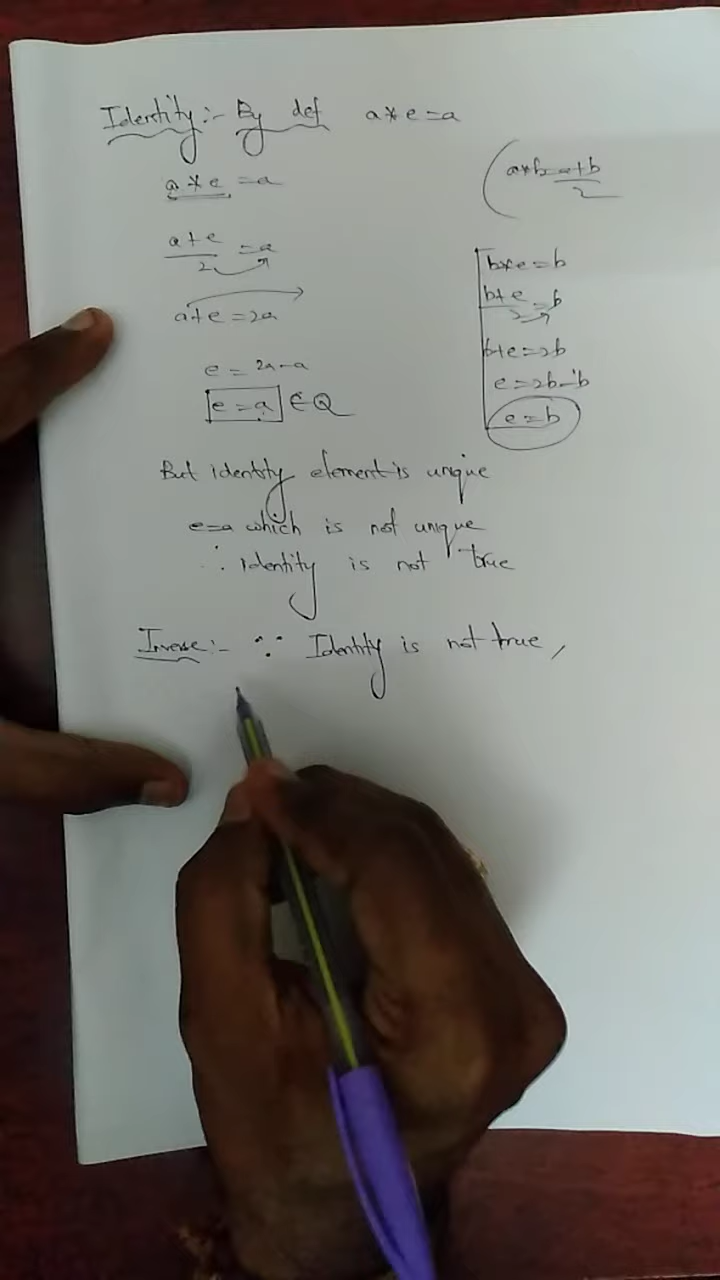 Identity:- By def a*e=a
a*e =a
(a*b=a+b/2
a+e/2 =a
a+e =2a
e = 2a-a
e=a ∈Q
b*e=b
b+e/2=b
b+e=2b
e=2b-b
e=b
But identity element is unique
e=a which is not unique
∴ Identity is not true
Inverse:- ∵ Identity is not true,